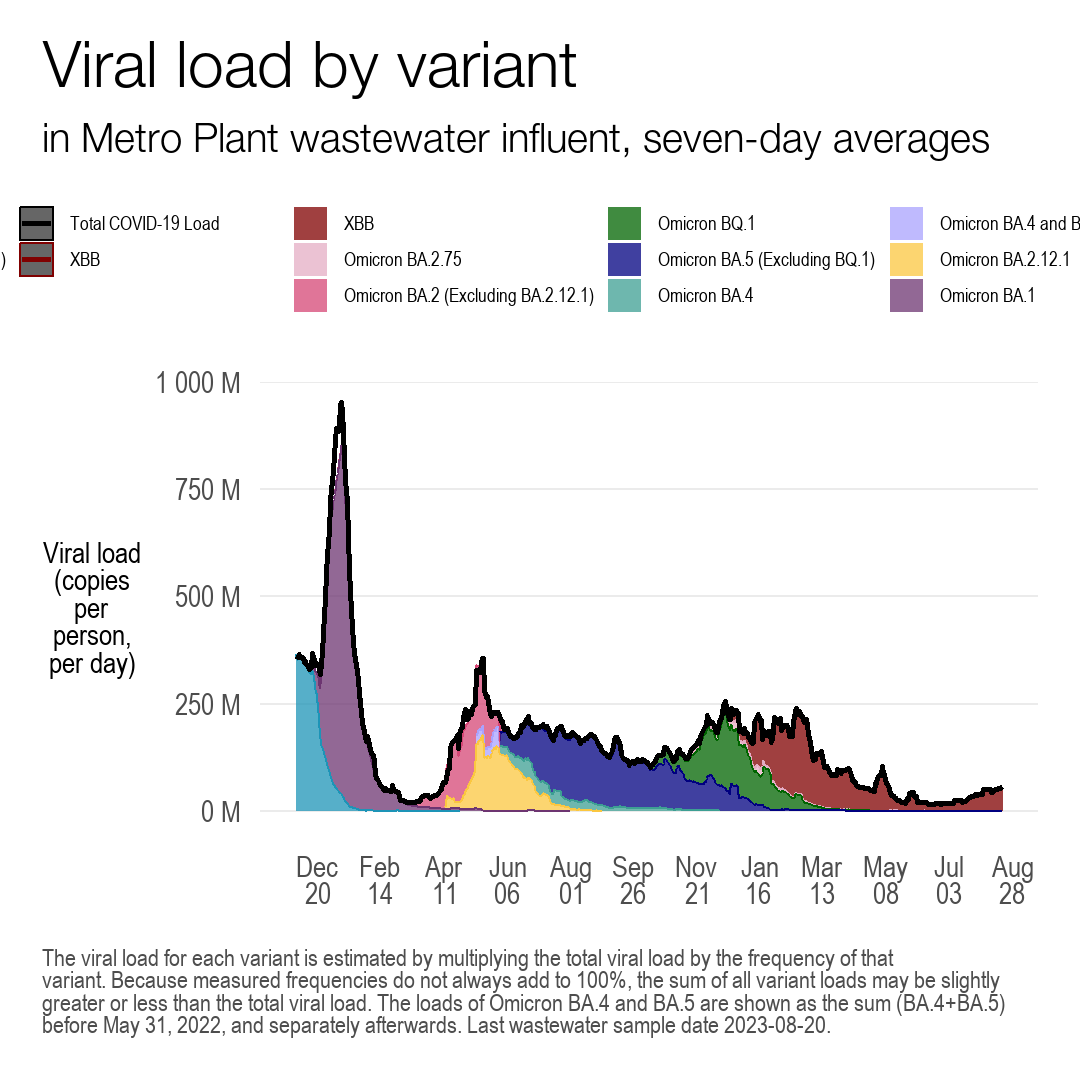 Viral load by variant
in Metro Plant wastewater influent, seven-day averages
Total COVID-19 Load XBB Omicron BQ.1 Omicron BA.4 and B
) XBB Omicron BA.2.75 Omicron BA.5 (Excluding BQ.1) Omicron BA.2.12.1
Omicron BA.2 (Excluding BA.2.12.1) Omicron BA.4 Omicron BA.1
1 000 M
750 M
500 M
250 M
0 M
Viral load
(copies
per
person,
per day)
Dec Feb Apr Jun Aug Sep Nov Jan Mar May Jul Aug
20 14 11 06 01 26 21 16 13 08 03 28
The viral load for each variant is estimated by multiplying the total viral load by the frequency of that
variant. Because measured frequencies do not always add to 100%, the sum of all variant loads may be slightly
greater or less than the total viral load. The loads of Omicron BA.4 and BA.5 are shown as the sum (BA.4+BA.5)
before May 31, 2022, and separately afterwards. Last wastewater sample date 2023-08-20.